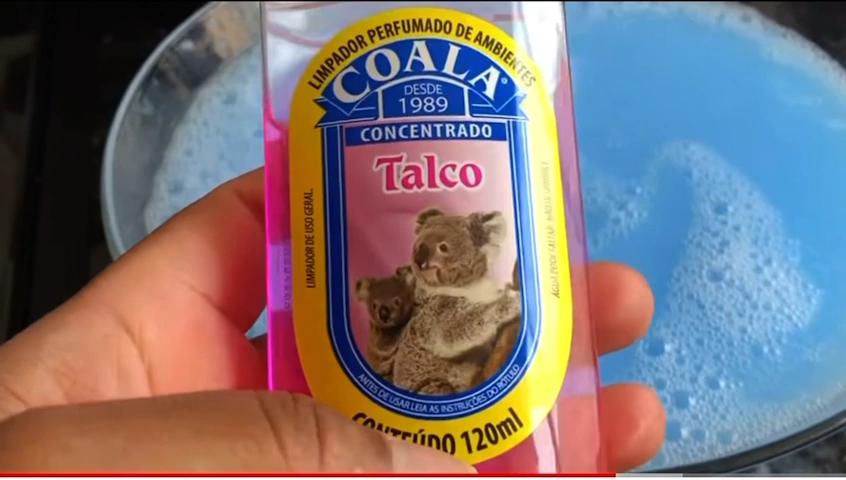 LIMPADOR PERFUMADO DE AMBIENTES
COALA
DESDE
1989
CONCENTRADO
Talco
LIMPADOR DE USO GERAL.
ANTES DE USAR LEIA AS INSTRUÇÕES DO RÓTULO
CONTEÚDO 120ml